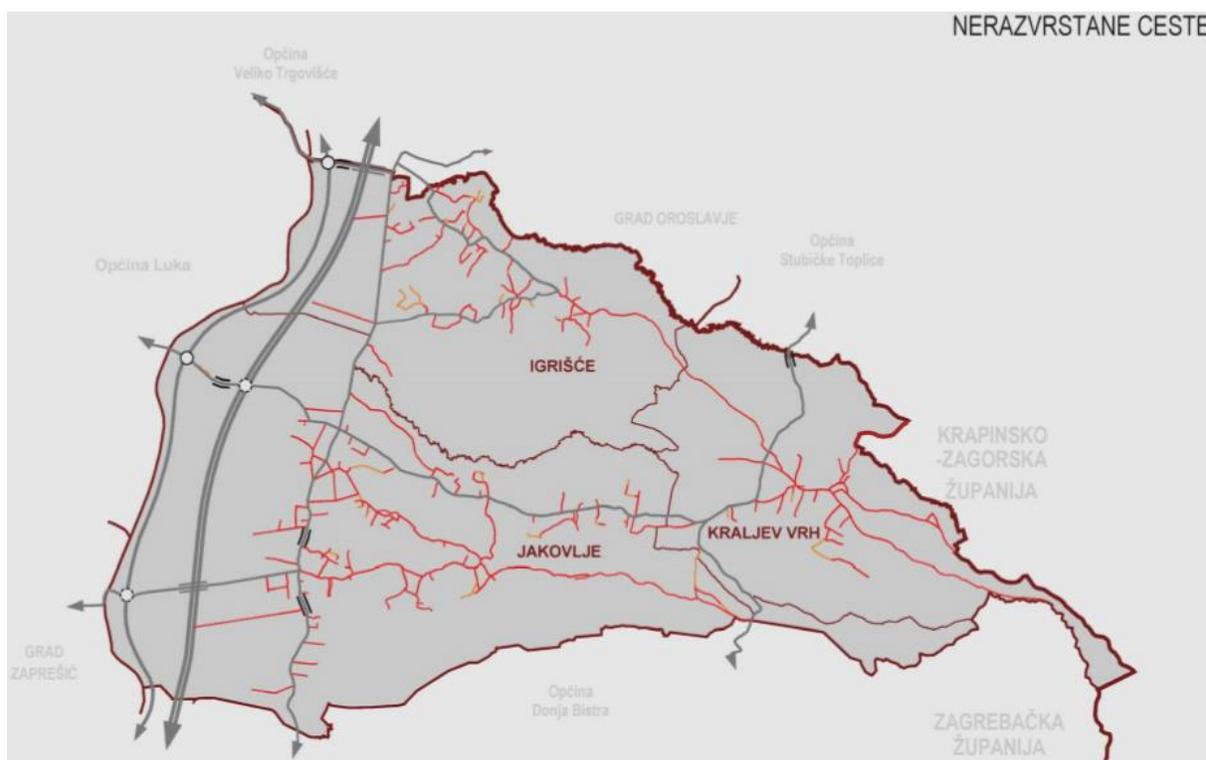 NERAZVRSTANE CESTE
Općina
Veliko Trgovišće
GRAD OROSLAVJE
Općina
Stubičke Toplice
Općina Luka
IGRIŠĆE
KRAPINSKO
-ZAGORSKA
ŽUPANIJA
KRALJEV VRH
JAKOVLJE
GRAD
ZAPREŠIĆ
Općina
Donja Bistra
ZAGREBAČKA
ŽUPANIJA